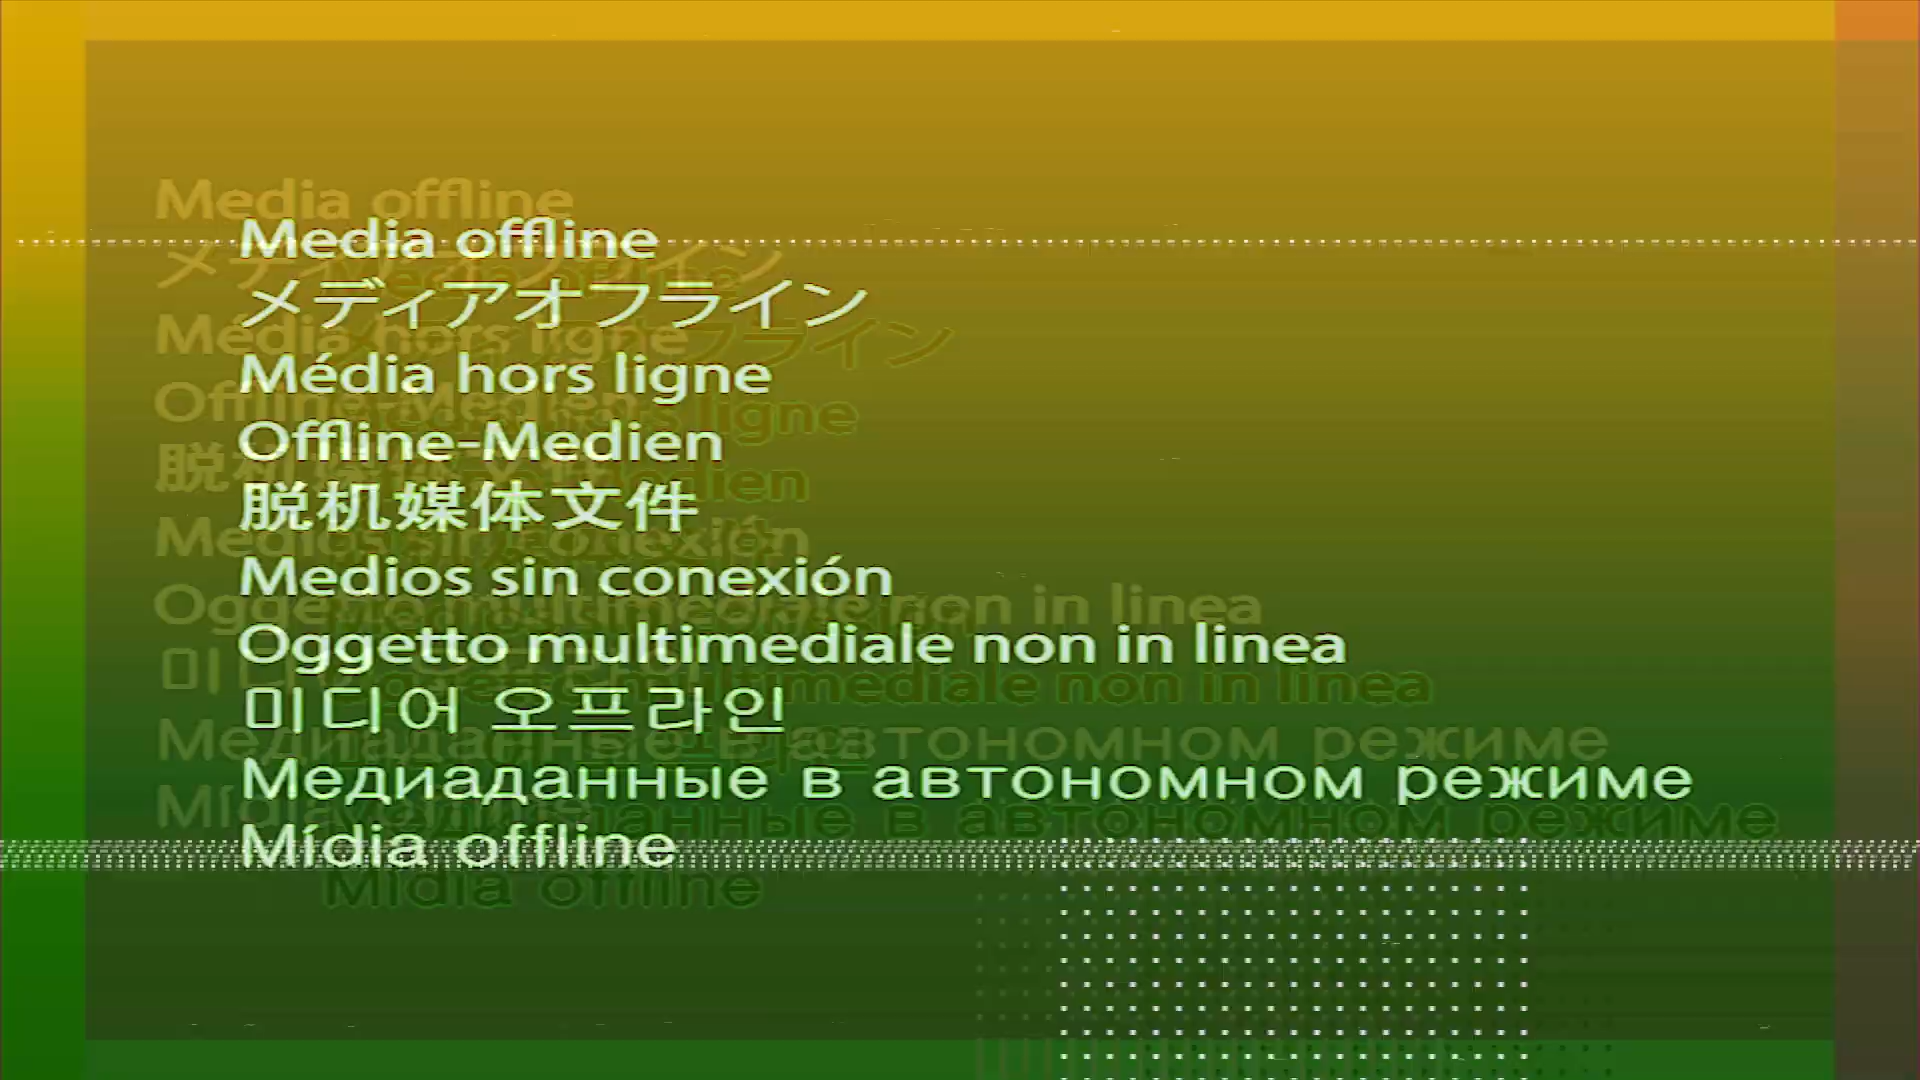 Media offline
メディアオフライン
Média hors ligne
Offline-Medien
脱机媒体文件
Medios sin conexión
Oggetto multimediale non in linea
미디어 오프라인
Медиаданные в автономном режиме
Mídia offline